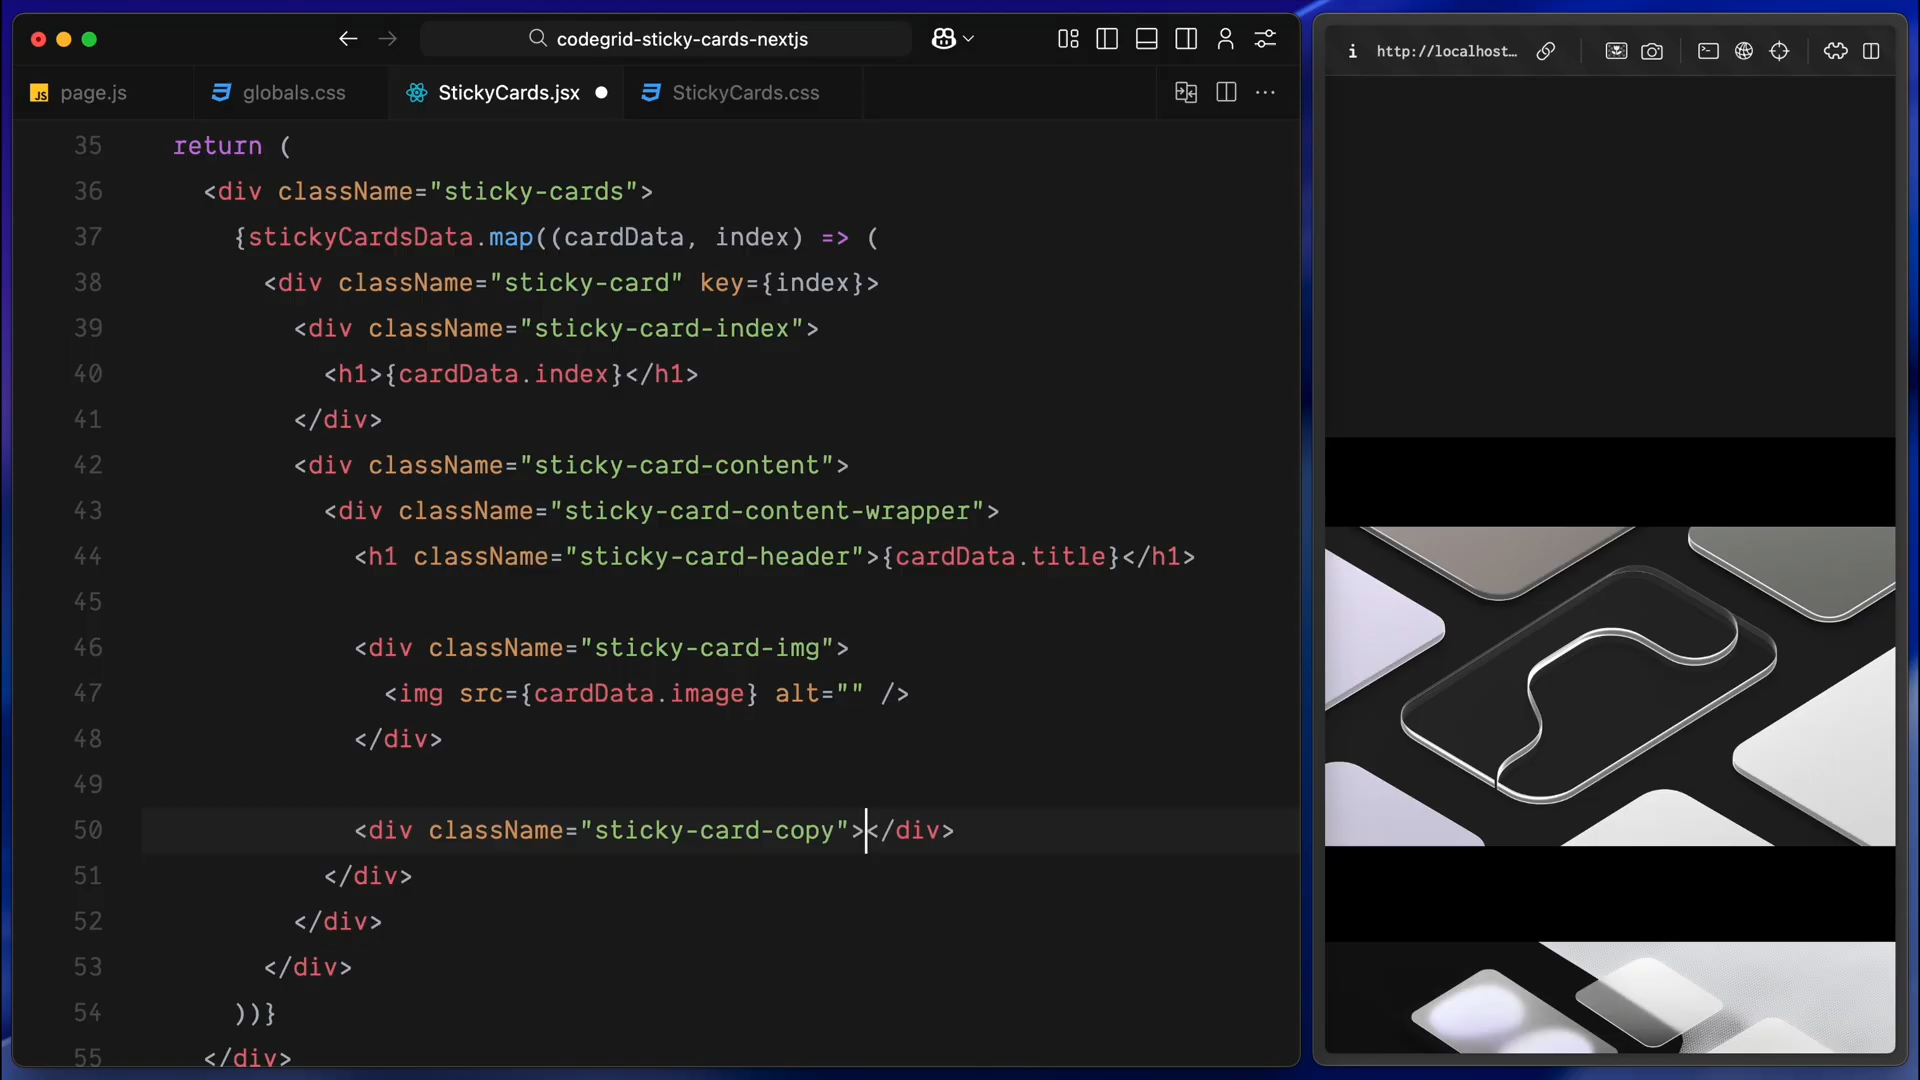 codegrid-sticky-cards-nextjs
JS page.js
globals.css
StickyCards.jsx
StickyCards.css
35 return (
36 <div className="sticky-cards">
37 {stickyCardsData.map((cardData, index) => (
38 <div className="sticky-card" key={index}>
39 <div className="sticky-card-index">
40 <h1>{cardData.index}</h1>
41 </div>
42 <div className="sticky-card-content">
43 <div className="sticky-card-content-wrapper">
44 <h1 className="sticky-card-header">{cardData.title}</h1>
45
46 <div className="sticky-card-img">
47 <img src={cardData.image} alt="" />
48 </div>
49
50 <div className="sticky-card-copy"></div>
51 </div>
52 </div>
53 </div>
54 ))}
55 </div>
http://localhost…